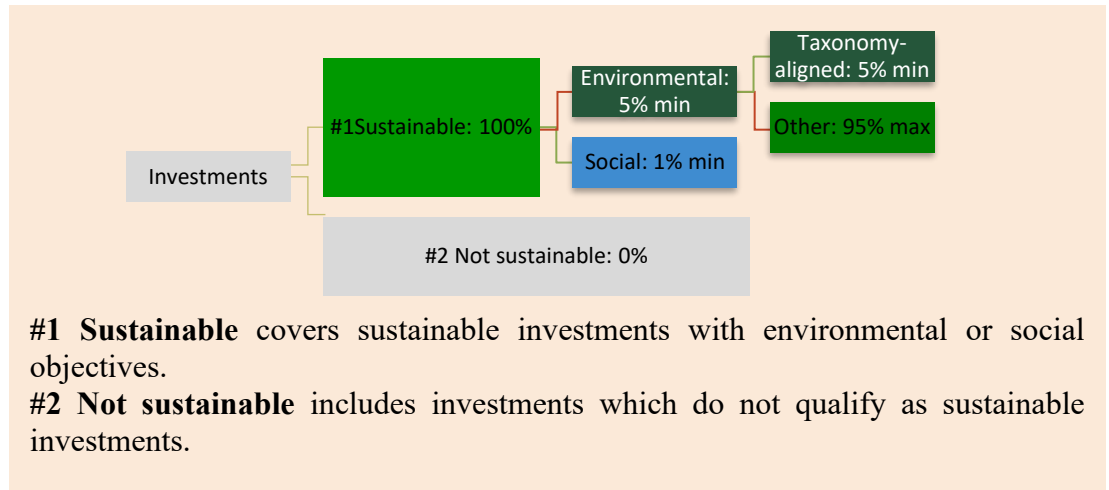 Taxonomy-
aligned: 5% min
Environmental:
5% min
#1Sustainable: 100%
Other: 95% max
Social: 1% min
Investments
#2 Not sustainable: 0%
#1 Sustainable covers sustainable investments with environmental or social
objectives.
#2 Not sustainable includes investments which do not qualify as sustainable
investments.